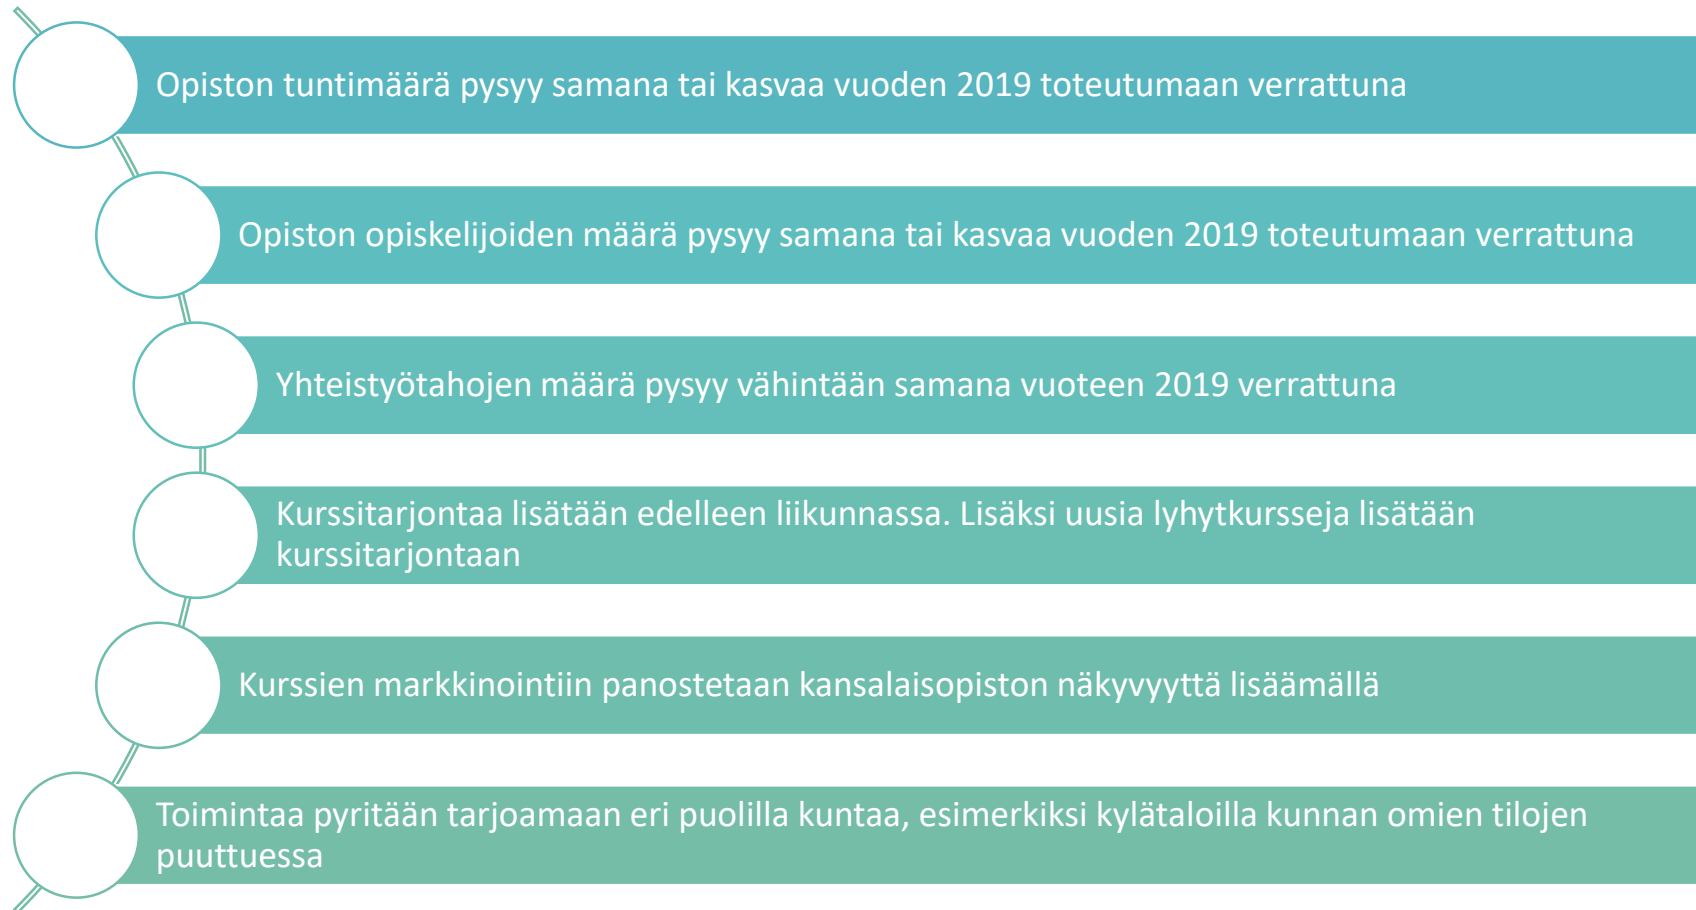 Opiston tuntimäärä pysyy samana tai kasvaa vuoden 2019 toteutumaan verrattuna
Opiston opiskelijoiden määrä pysyy samana tai kasvaa vuoden 2019 toteutumaan verrattuna
Yhteistyötahojen määrä pysyy vähintään samana vuoteen 2019 verrattuna
Kurssitarjontaa lisätään edelleen liikunnassa. Lisäksi uusia lyhytkursseja lisätään
kurssitarjontaan
Kurssien markkinointiin panostetaan kansalaisopiston näkyvyyttä lisäämällä
Toimintaa pyritään tarjoamaan eri puolilla kuntaa, esimerkiksi kylätaloilla kunnan omien tilojen
puuttuessa